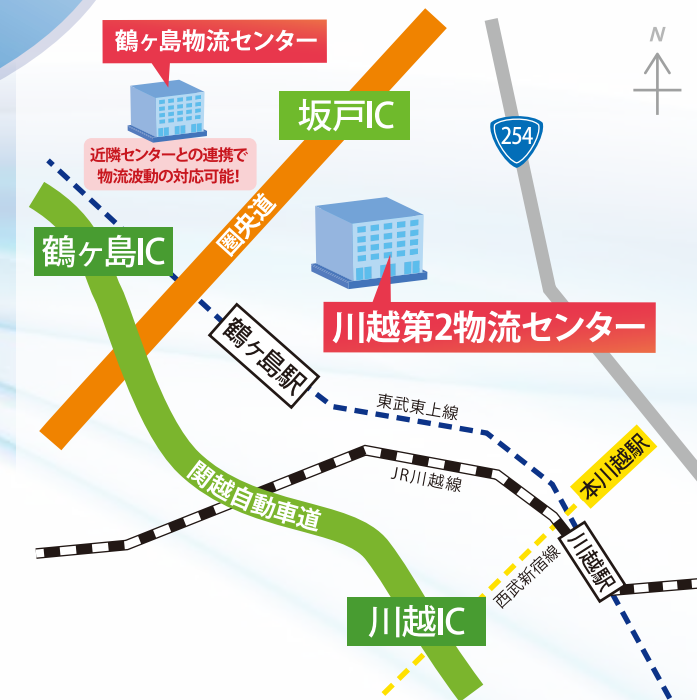 鶴ヶ島物流センター
N
坂戸IC
254
近隣センターとの連携で
物流波動の対応可能!
圏央道
鶴ヶ島IC
川越第2物流センター
鶴ヶ島駅
東武東上線
本川越駅
JR川越線
関越自動車道
川越駅
西武新宿線
川越IC